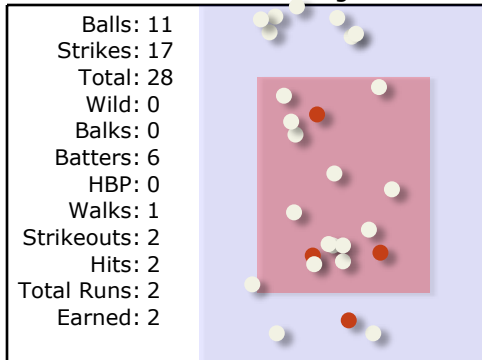 Balls: 11
Strikes: 17
Total: 28
Wild: 0
Balks: 0
Batters: 6
HBP: 0
Walks: 1
Strikeouts: 2
Hits: 2
Total Runs: 2
Earned: 2